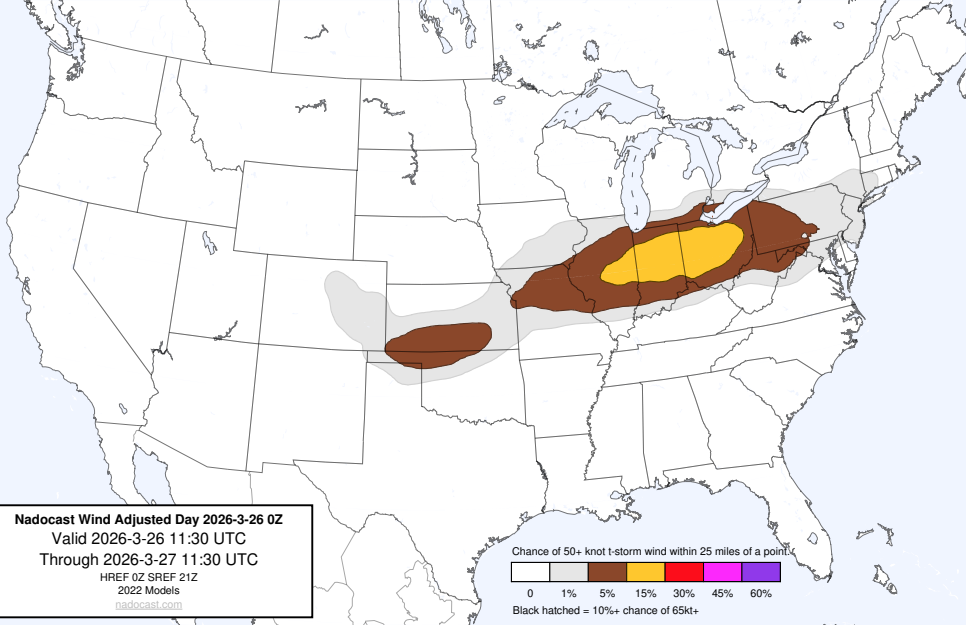 Nadocast Wind Adjusted Day 2026-3-26 0Z
Valid 2026-3-26 11:30 UTC
Through 2026-3-27 11:30 UTC
HREF 0Z SREF 21Z
2022 Models
nadocast.com
Chance of 50+ knot t-storm wind within 25 miles of a point.
0 1% 5% 15% 30% 45% 60%
Black hatched = 10%+ chance of 65kt+